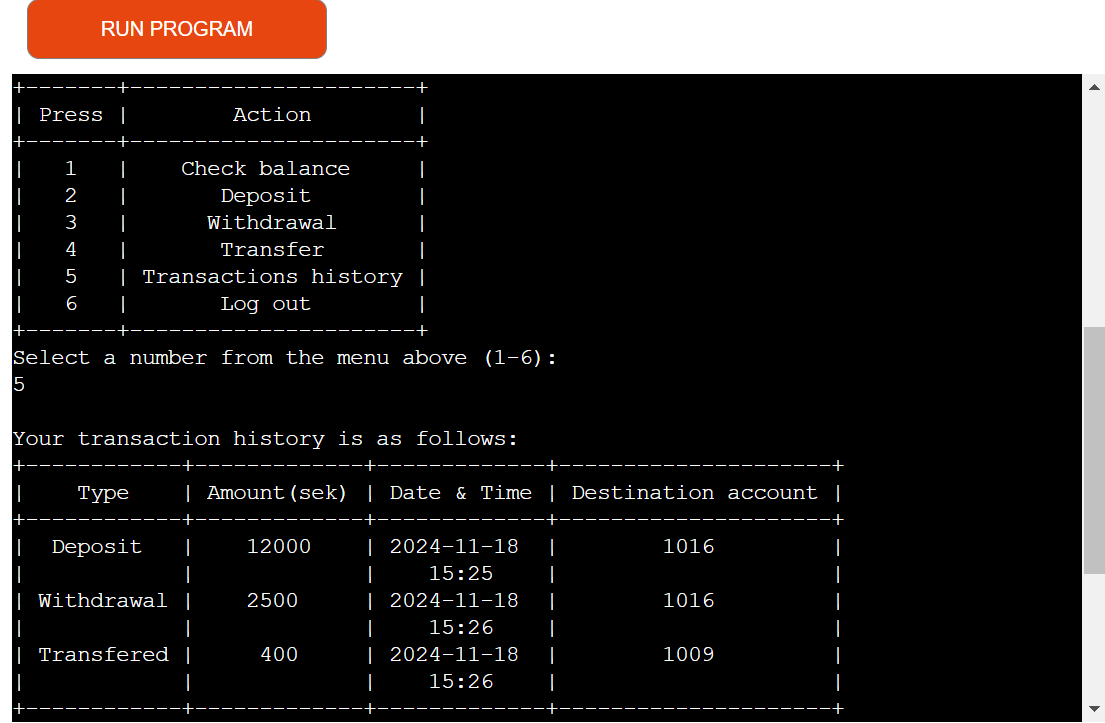 RUN PROGRAM
+-------+----------------------+
| Press |        Action        |
+-------+----------------------+
|   1   |    Check balance     |
|   2   |       Deposit        |
|   3   |      Withdrawal      |
|   4   |       Transfer       |
|   5   | Transactions history |
|   6   |       Log out        |
+-------+----------------------+
Select a number from the menu above (1-6):
5
Your transaction history is as follows:
+------------+-------------+-------------+---------------------+
|    Type    | Amount(sek) | Date & Time | Destination account |
+------------+-------------+-------------+---------------------+
|  Deposit   |    12000    | 2024-11-18  |        1016         |
|            |             |    15:25    |                     |
| Withdrawal |    2500     | 2024-11-18  |        1016         |
|            |             |    15:26    |                     |
| Transfered |     400     | 2024-11-18  |        1009         |
|            |             |    15:26    |                     |
+------------+-------------+-------------+---------------------+